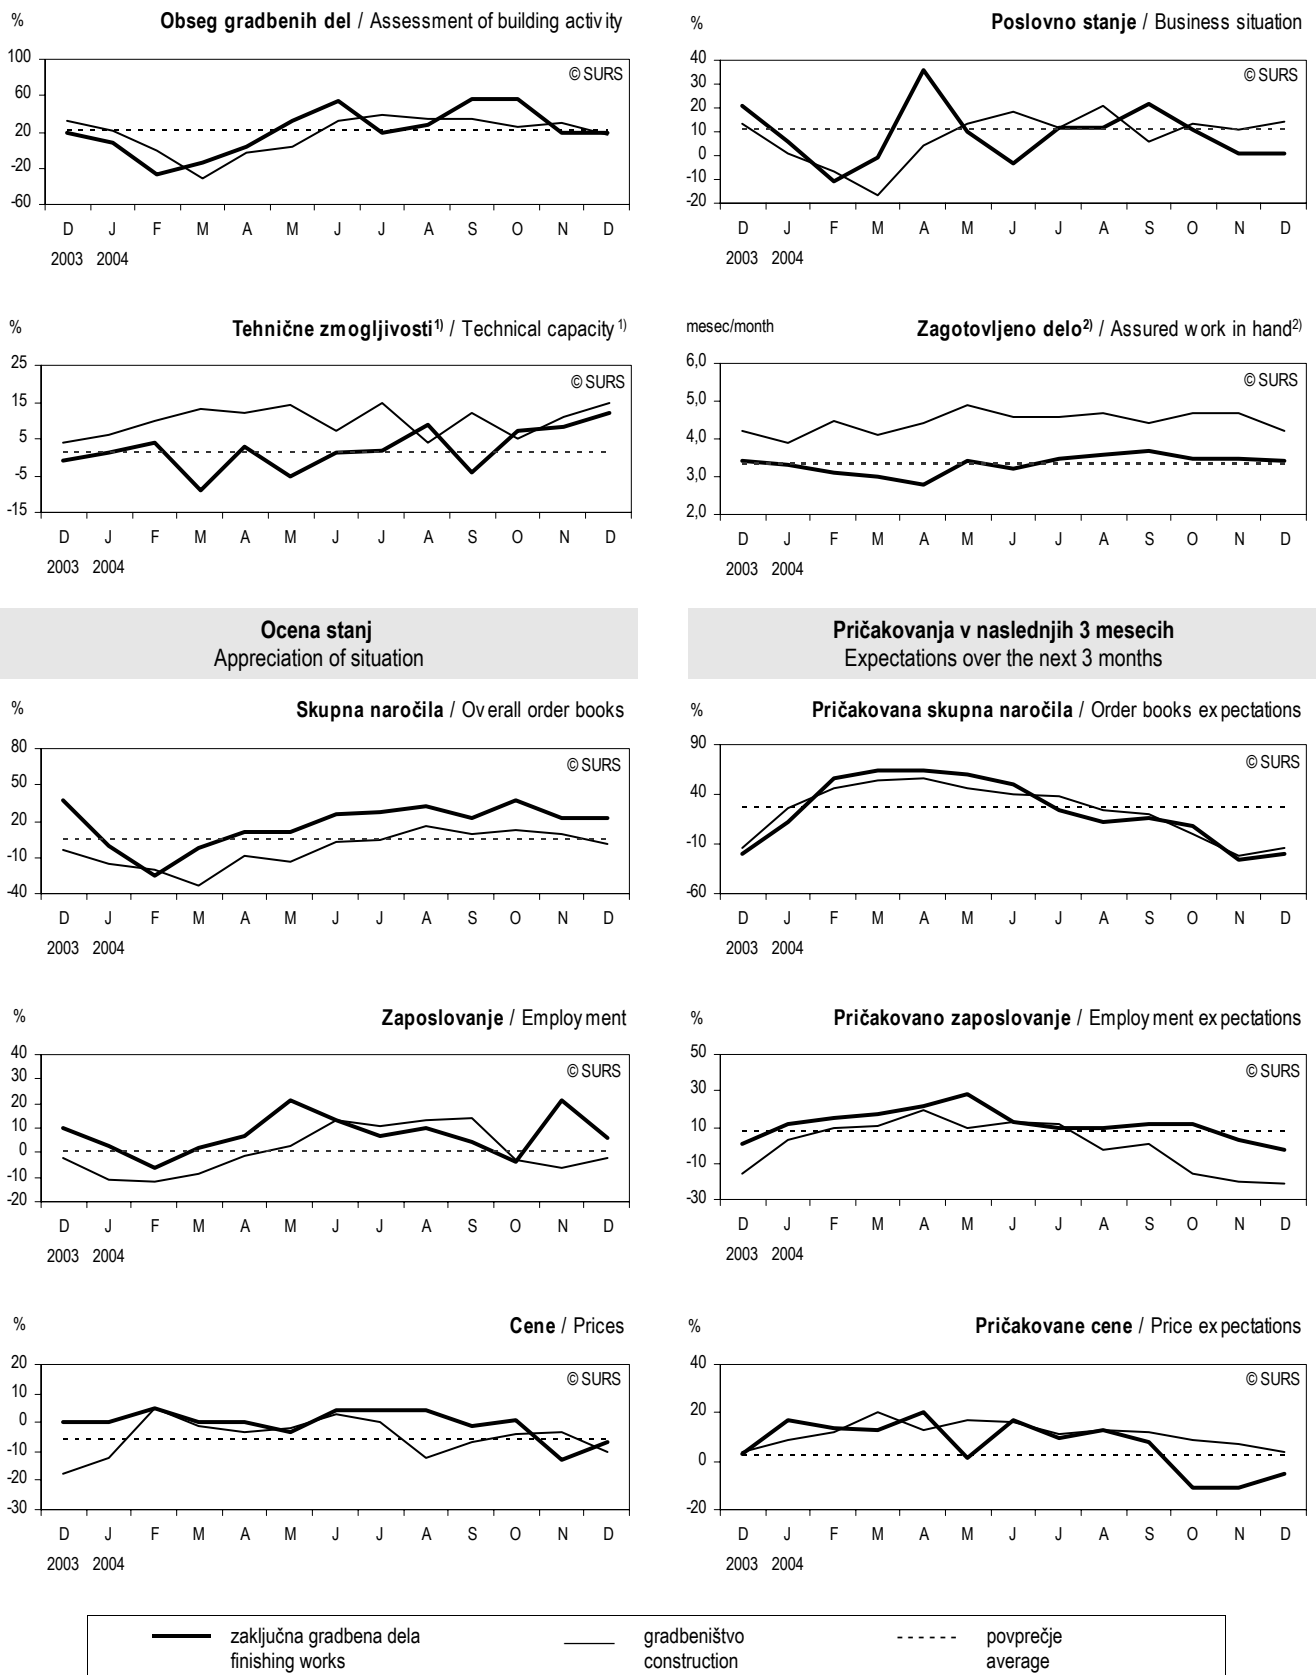 %
Obseg gradbenih del / Assessment of building activity
100
60
20
-20
-60
© SURS
D J F M A M J J A S O N D
2003 2004
%
Poslovno stanje / Business situation
40
30
20
10
0
-10
-20
© SURS
D J F M A M J J A S O N D
2003 2004
%
Tehnične zmogljivosti1) / Technical capacity 1)
25
15
5
-5
-15
© SURS
D J F M A M J J A S O N D
2003 2004
mesec/month
Zagotovljeno delo2) / Assured work in hand2)
6,0
5,0
4,0
3,0
2,0
© SURS
D J F M A M J J A S O N D
2003 2004
Ocena stanj
Appreciation of situation
Pričakovanja v naslednjih 3 mesecih
Expectations over the next 3 months
%
Skupna naročila / Overall order books
80
50
20
-10
-40
© SURS
D J F M A M J J A S O N D
2003 2004
%
Pričakovana skupna naročila / Order books expectations
90
40
-10
-60
© SURS
D J F M A M J J A S O N D
2003 2004
%
Zaposlovanje / Employment
40
30
20
10
0
-10
-20
© SURS
D J F M A M J J A S O N D
2003 2004
%
Pričakovano zaposlovanje / Employment expectations
50
30
10
-10
-30
© SURS
D J F M A M J J A S O N D
2003 2004
%
Cene / Prices
20
10
0
-10
-20
-30
© SURS
D J F M A M J J A S O N D
2003 2004
%
Pričakovane cene / Price expectations
40
20
0
-20
© SURS
D J F M A M J J A S O N D
2003 2004
zaključna gradbena dela
finishing works
gradbeništvo
construction
povprečje
average